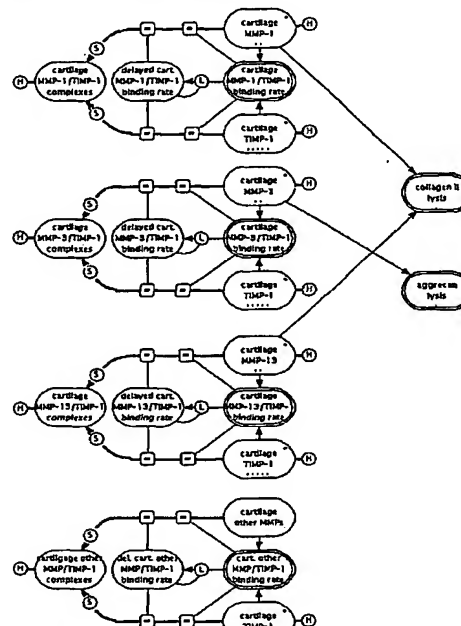 cartilage
MMP-1
H
S
H
cartilage
MMP-1/TIMP-1
complexes
delayed cart.
MMP-1/TIMP-1
binding rate
L
cartilage
MMP-1/TIMP-1
binding rate
S
cartilage
TIMP-1
H
collagen II
lysis
cartilage
MMP-3
H
S
H
cartilage
MMP-3/TIMP-1
complexes
delayed cart.
MMP-3/TIMP-1
binding rate
L
cartilage
MMP-3/TIMP-1
binding rate
S
cartilage
TIMP-1
H
aggrecan
lysis
cartilage
MMP-13
H
S
H
cartilage
MMP-13/TIMP-1
complexes
delayed cart.
MMP-13/TIMP-1
binding rate
L
cartilage
MMP-13/TIMP-
binding rate
S
cartilage
TIMP-1
H
cartilage
other MMPs
S
H
cartilage other
MMP/TIMP-1
complexes
del. cart. other
MMP/TIMP-1
binding rate
L
cart. other
MMP/TIMP-1
binding rate
S
cartilage
TIMP-1
H